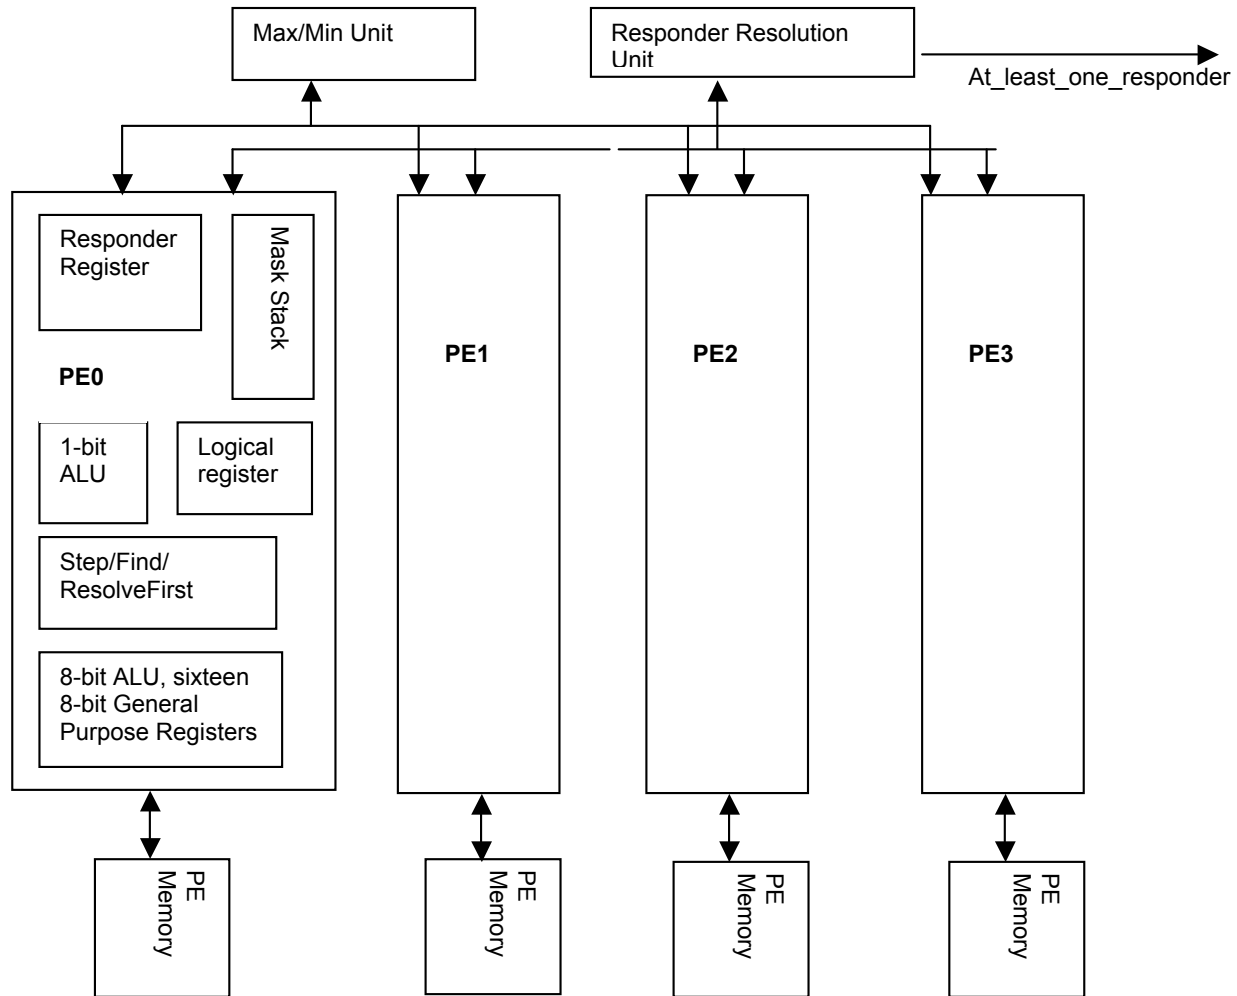 Max/Min Unit
Responder Resolution
Unit
At_least_one_responder
Responder
Register
Mask Stack
PE0
PE1
PE2
PE3
1-bit
ALU
Logical
register
Step/Find/
ResolveFirst
8-bit ALU, sixteen
8-bit General
Purpose Registers
PE
Memory
PE
Memory
PE
Memory
PE
Memory